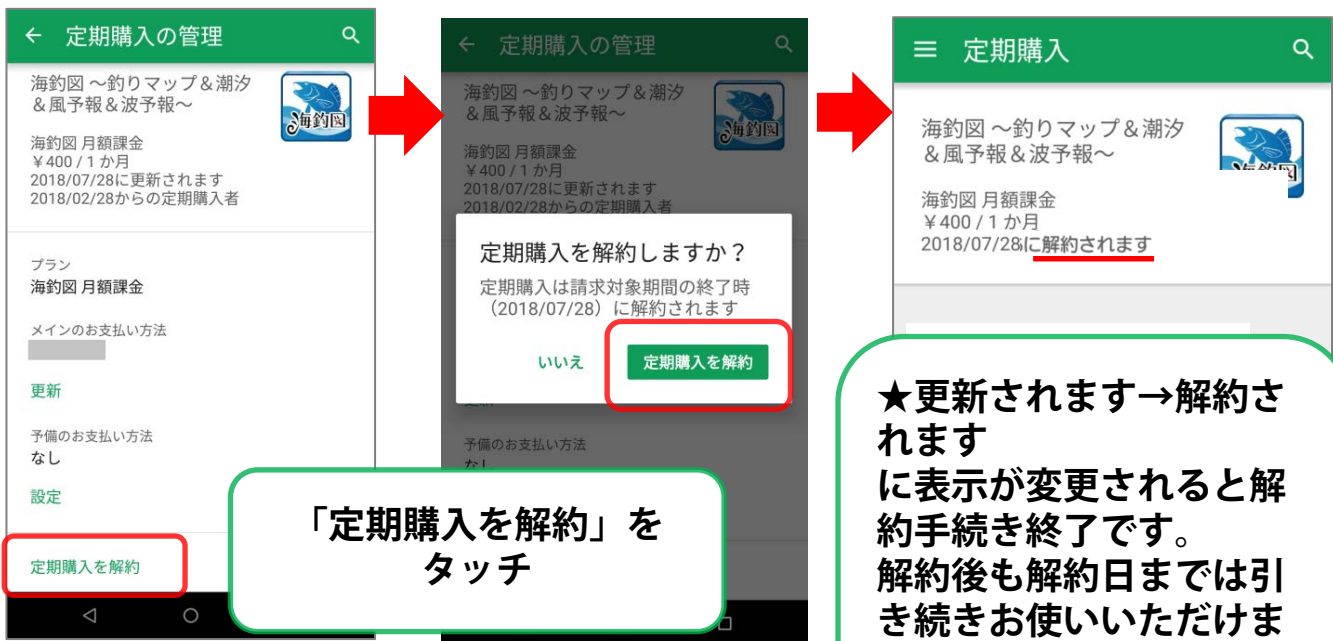 定期購入の管理
海釣図 ～釣りマップ＆潮汐
＆風予報＆波予報～
海釣図
海釣図 月額課金
￥400 / 1 か月
2018/07/28に更新されます
2018/02/28からの定期購入者
プラン
海釣図 月額課金
メインのお支払い方法
更新
予備のお支払い方法
なし
設定
定期購入を解約
定期購入の管理
海釣図 ～釣りマップ＆潮汐
＆風予報＆波予報～
海釣図
海釣図 月額課金
￥400 / 1 か月
2018/07/28に更新されます
2018/02/28からの定期購入者
定期購入を解約しますか？
定期購入は請求対象期間の終了時
（2018/07/28）に解約されます
いいえ
定期購入を解約
予備のお支払い方法
なし
「定期購入を解約」を
タッチ
定期購入
海釣図 ～釣りマップ＆潮汐
＆風予報＆波予報～
海釣図 月額課金
￥400 / 1 か月
2018/07/28に解約されます
★更新されます→解約さ
れます
に表示が変更されると解
約手続き終了です。
解約後も解約日までは引
き続きお使いいただけま